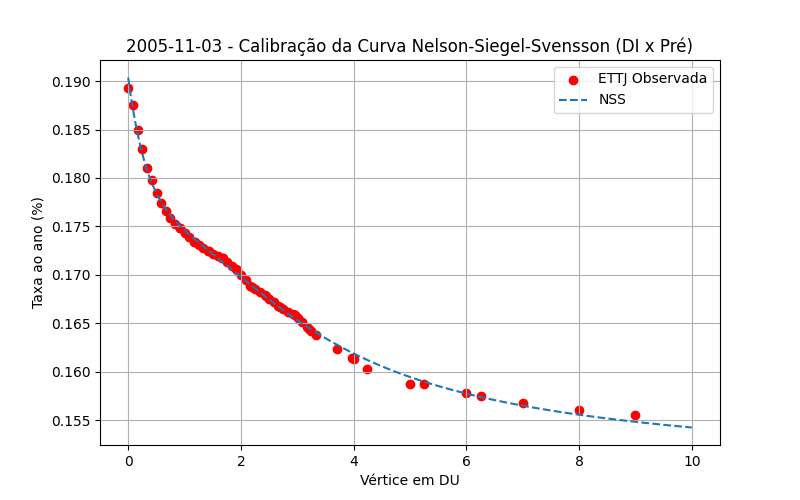 2005-11-03 - Calibração da Curva Nelson-Siegel-Svensson (DI x Pré)
ETTJ Observada
NSS
Taxa ao ano (%)
0.190
0.185
0.180
0.175
0.170
0.165
0.160
0.155
0 2 4 6 8 10
Vértice em DU